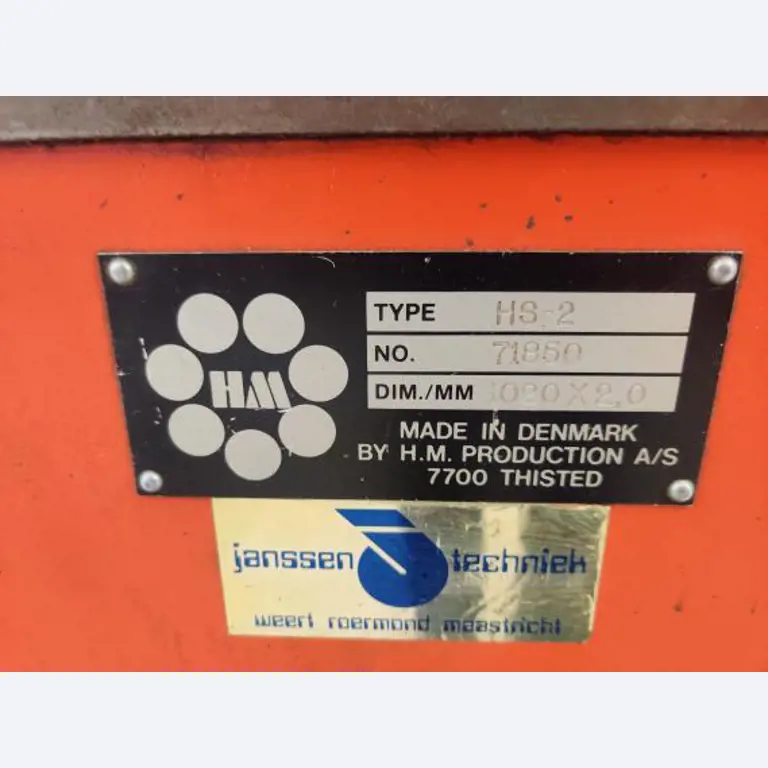 HM
TYPE HS-2
NO. 71850
DIM./MM 1020 X 2,0
MADE IN DENMARK
BY H.M. PRODUCTION A/S
7700 THISTED
janssen techniek
weert roermond maastricht